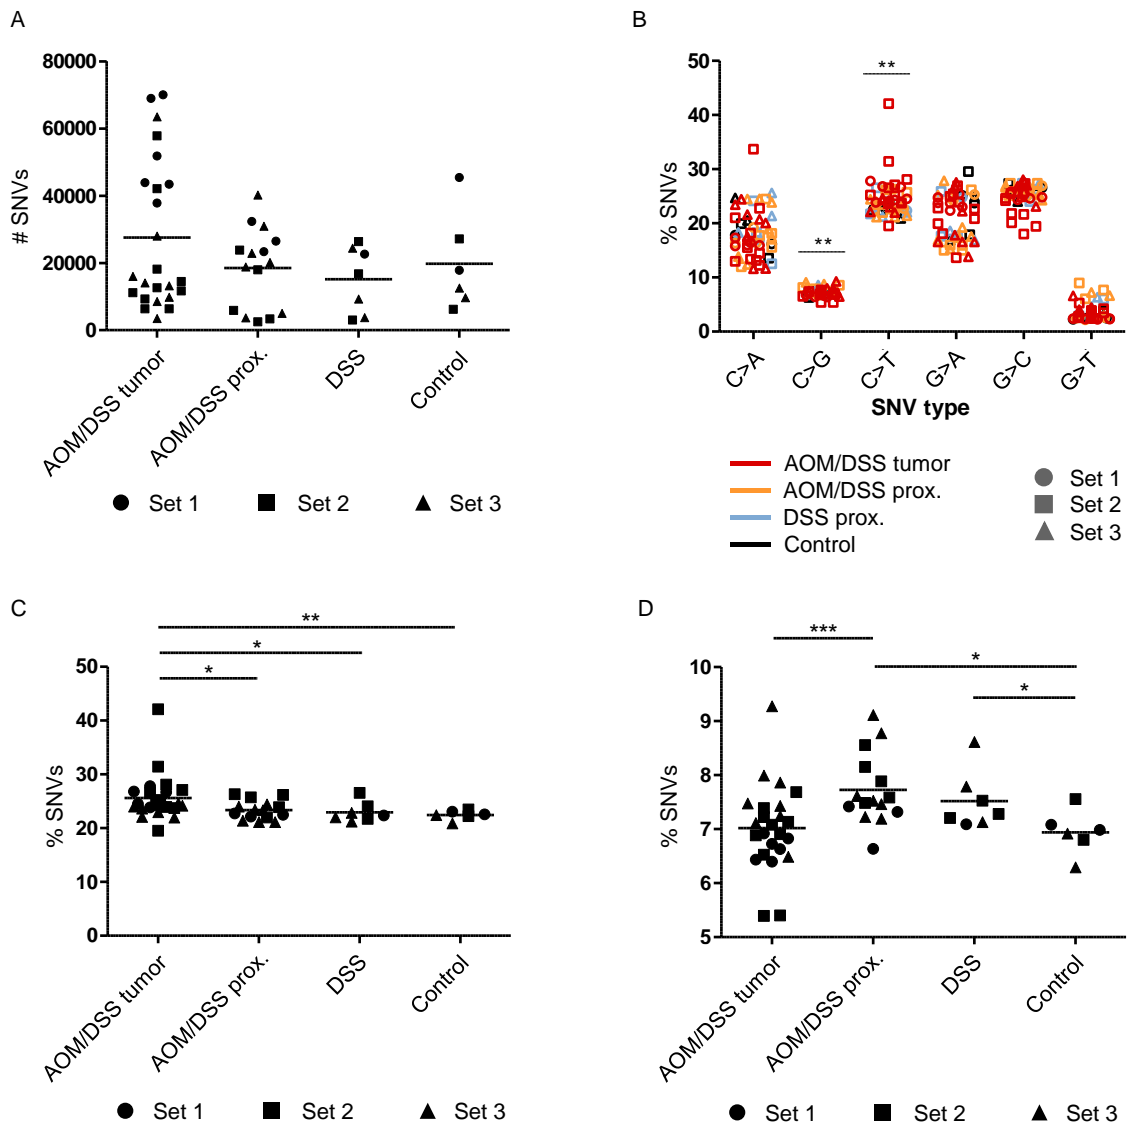 A
# SNVs
80000
60000
40000
20000
0
AOM/DSS tumor
AOM/DSS prox.
DSS
Control
Set 1
Set 2
Set 3
B
% SNVs
50
40
30
20
10
0
**
**
C>A
C>G
C>T
G>A
G>C
G>T
SNV type
AOM/DSS tumor
AOM/DSS prox.
DSS prox.
Control
Set 1
Set 2
Set 3
C
% SNVs
50
40
30
20
10
0
**
*
*
AOM/DSS tumor
AOM/DSS prox.
DSS
Control
Set 1
Set 2
Set 3
D
% SNVs
10
9
8
7
6
5
***
*
*
AOM/DSS tumor
AOM/DSS prox.
DSS
Control
Set 1
Set 2
Set 3